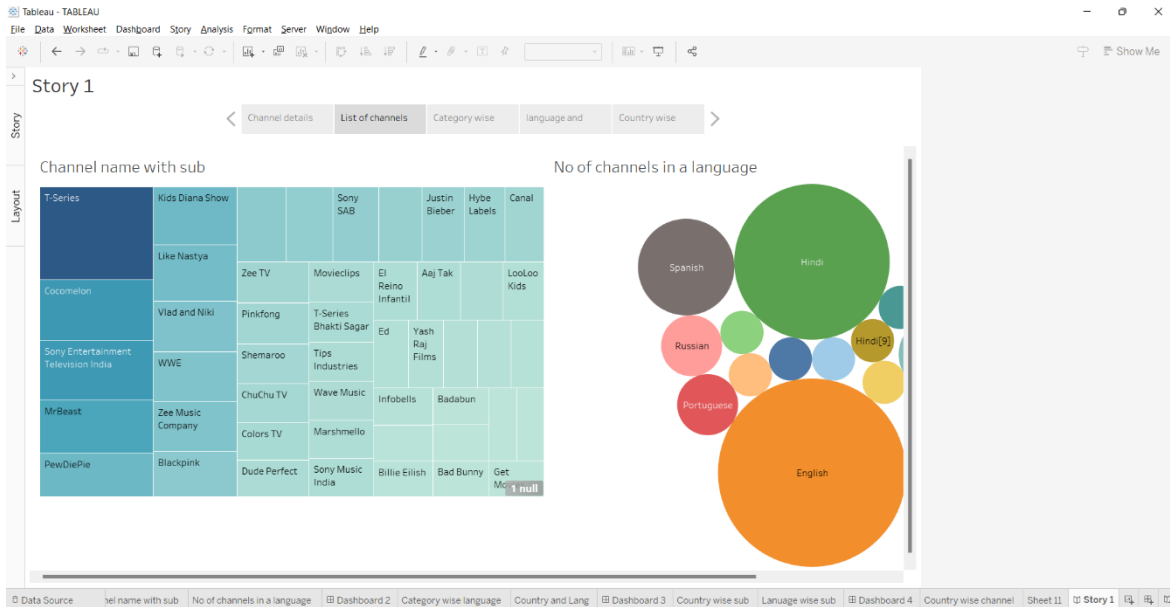 Tableau - TABLEAU
File Data Worksheet Dashboard Story Analysis Format Server Window Help
Show Me
Story
Layout
Story 1
Channel details
List of channels
Category wise
language and
Country wise
Channel name with sub
T-Series
Cocomelon
Sony Entertainment
Television India
MrBeast
PewDiePie
Kids Diana Show
Like Nastya
Vlad and Niki
WWE
Zee Music
Company
Blackpink
Sony
SAB
Justin
Bieber
Hybe
Labels
Canal
Zee TV
Pinkfong
Shemaroo
ChuChu TV
Colors TV
Dude Perfect
Movieclips
T-Series
Bhakti Sagar
Tips
Industries
Wave Music
Marshmello
Sony Music
India
El
Reino
Infantil
Aaj Tak
LooLoo
Kids
Ed
Yash
Raj
Films
Infobells
Badabun
Billie Eilish
Bad Bunny
Get
1 null
No of channels in a language
Spanish
Hindi
Russian
Hindi[9]
Portuguese
English
Data Source
nel name with sub
No of channels in a language
Dashboard 2
Category wise language
Country and Lang
Dashboard 3
Country wise sub
Lanuage wise sub
Dashboard 4
Country wise channel
Sheet 11
Story 1